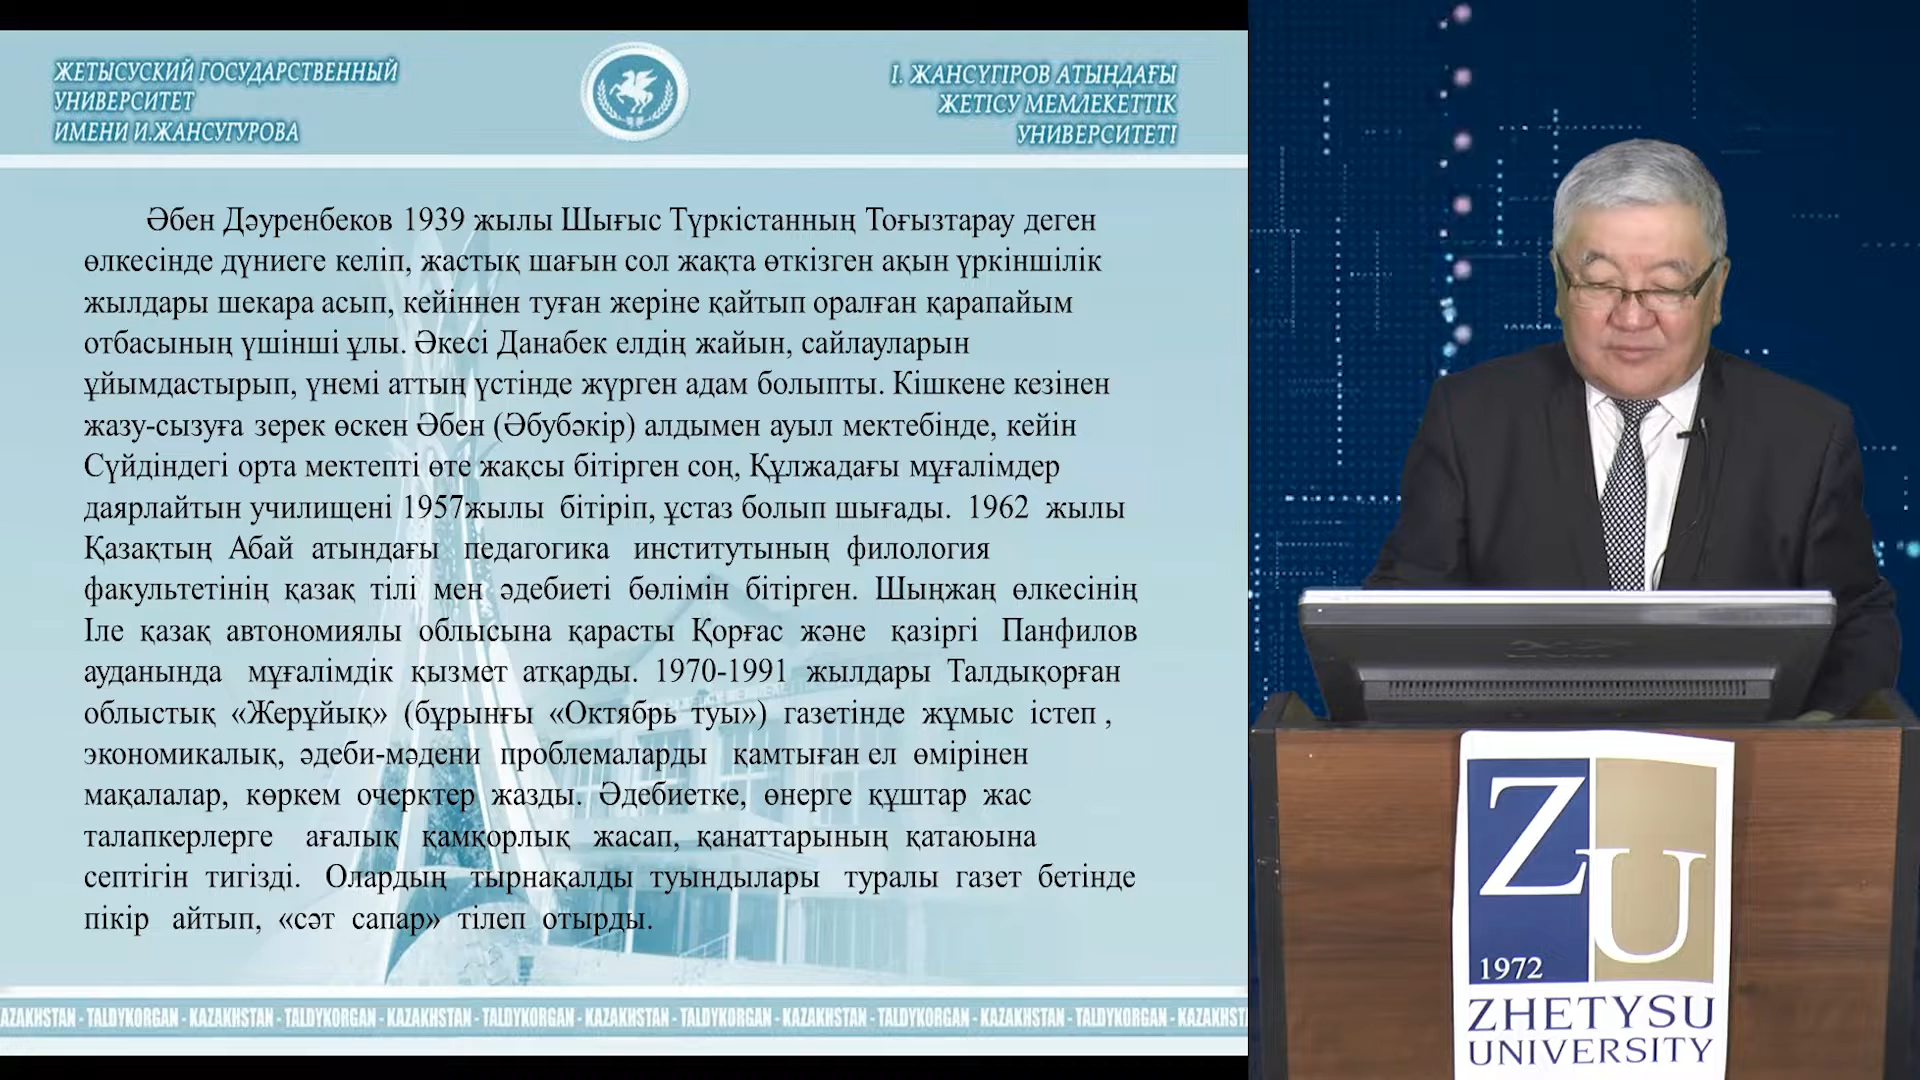 ЖЕТЫСУСКИЙ ГОСУДАРСТВЕННЫЙ
УНИВЕРСИТЕТ
ИМЕНИ И.ЖАНСУГУРОВА
І. ЖАНСҮГІРОВ АТЫНДАҒЫ
ЖЕТІСУ МЕМЛЕКЕТТІК
УНИВЕРСИТЕТІ
Әбен Дәуренбеков 1939 жылы Шығыс Түркістанның Тоғызтарау деген
өлкесінде дүниеге келіп, жастық шағын сол жақта өткізген ақын үркіншілік
жылдары шекара асып, кейіннен туған жеріне қайтып оралған қарапайым
отбасының үшінші ұлы. Әкесі Данабек елдің жайын, сайлауларын
ұйымдастырып, үнемі аттың үстінде жүрген адам болыпты. Кішкене кезінен
жазу-сызуға зерек өскен Әбен (Әбубәкір) алдымен ауыл мектебінде, кейін
Сүйдіндегі орта мектепті өте жақсы бітірген соң, Құлжадағы мұғалімдер
даярлайтын училищені 1957жылы бітіріп, ұстаз болып шығады. 1962 жылы
Қазақтың Абай атындағы педагогика институтының филология
факультетінің қазақ тілі мен әдебиеті бөлімін бітірген. Шыңжаң өлкесінің
Іле қазақ автономиялы облысына қарасты Қорғас және қазіргі Панфилов
ауданында мұғалімдік қызмет атқарды. 1970-1991 жылдары Талдықорған
облыстық «Жерұйық» (бұрынғы «Октябрь туы») газетінде жұмыс істеп ,
экономикалық, әдеби-мәдени проблемаларды қамтыған ел өмірінен
мақалалар, көркем очерктер жазды. Әдебиетке, өнерге құштар жас
талапкерлерге ағалық қамқорлық жасап, қанаттарының қатаюына
септігін тигізді. Олардың тырнақалды туындылары туралы газет бетінде
пікір айтып, «сәт сапар» тілеп отырды.
AZAKHSTAN - TALDYKORGAN - KAZAKHSTAN - TALDYKORGAN - KAZAKHSTAN - TALDYKORGAN - KAZAKHSTAN - TALDYKORGAN - KAZAKHSTAN - TALDYKORGAN - KAZAKHSTAN - TALDYKORGAN - KAZAKHST
ZU
1972
ZHETYSU
UNIVERSITY